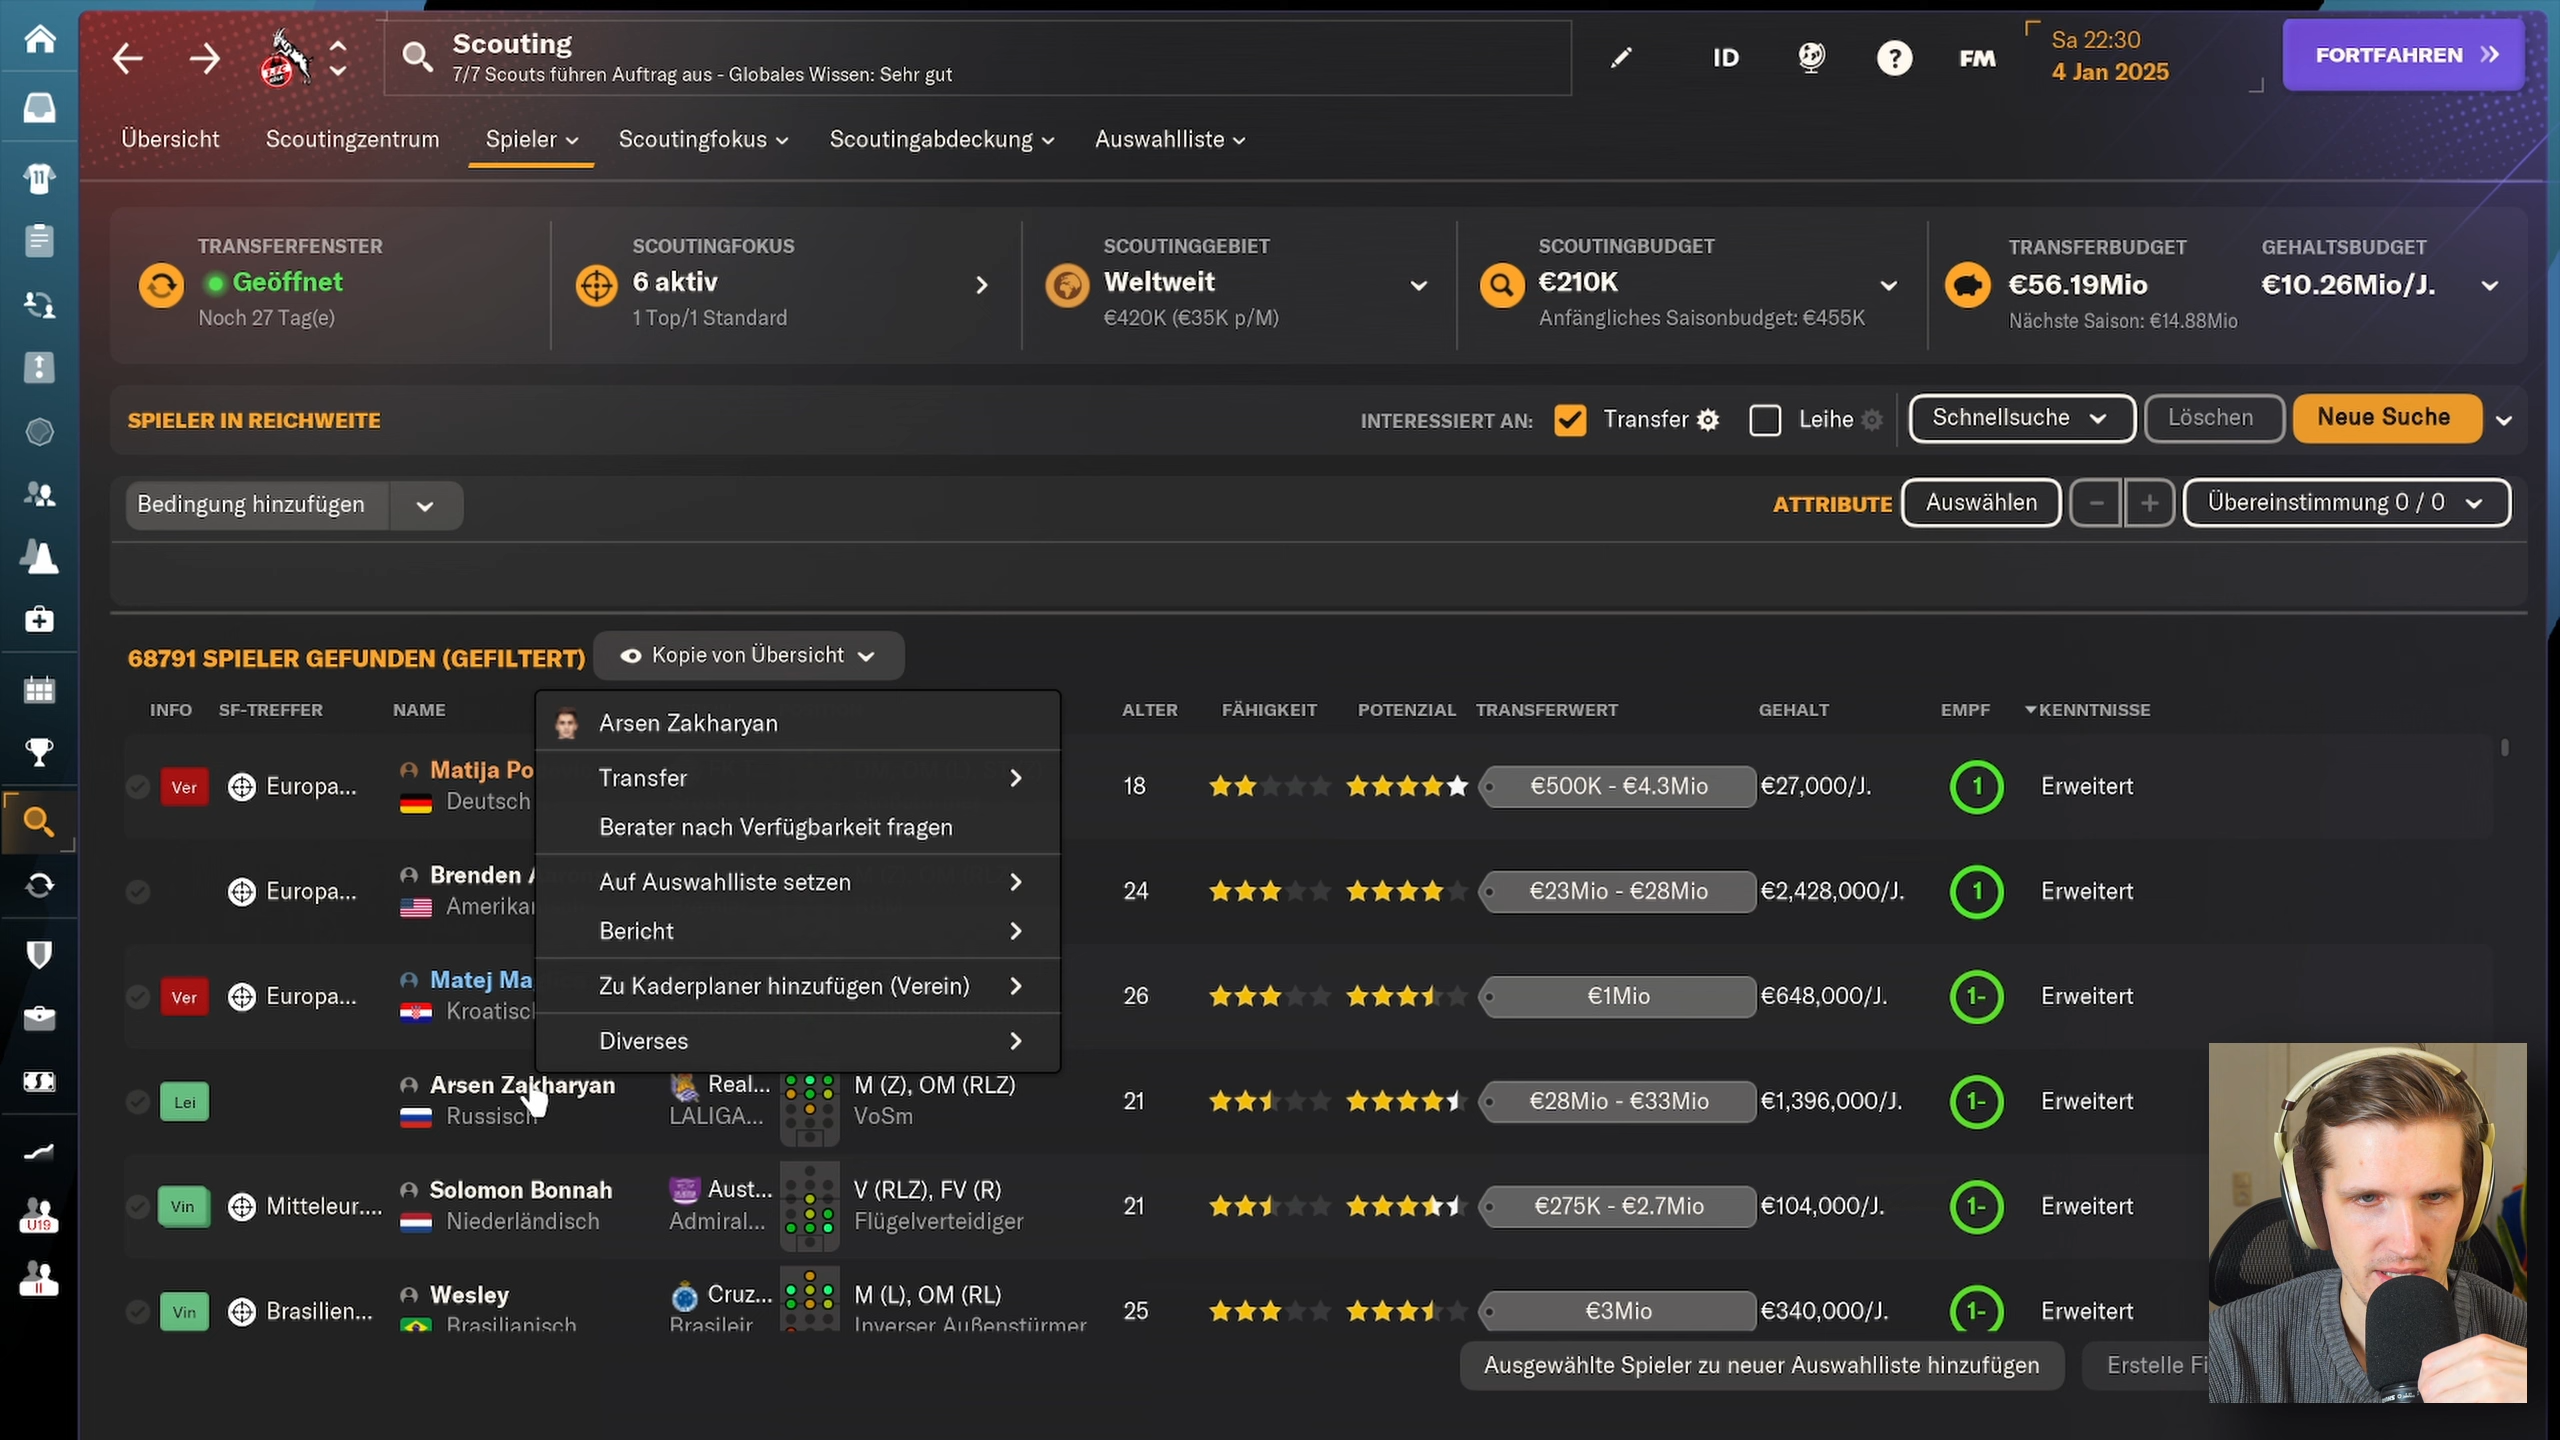 Scouting
7/7 Scouts führen Auftrag aus - Globales Wissen: Sehr gut
ID
?
FM
Sa 22:30
4 Jan 2025
FORTFAHREN
Übersicht
Scoutingzentrum
Spieler
Scoutingfokus
Scoutingabdeckung
Auswahlliste
TRANSFERFENSTER
Geöffnet
Noch 27 Tag(e)
SCOUTINGFOKUS
6 aktiv
1 Top/1 Standard
SCOUTINGGEBIET
Weltweit
€420K (€35K p/M)
SCOUTINGBUDGET
€210K
Anfängliches Saisonbudget: €455K
TRANSFERBUDGET
€56.19Mio
Nächste Saison: €14.88Mio
GEHALTSBUDGET
€10.26Mio/J.
SPIELER IN REICHWEITE
INTERESSIERT AN:
Transfer
Leihe
Schnellsuche
Löschen
Neue Suche
Bedingung hinzufügen
ATTRIBUTE
Auswählen
- +
Übereinstimmung 0 / 0
68791 SPIELER GEFUNDEN (GEFILTERT)
Kopie von Übersicht
INFO SF-TREFFER NAME ALTER FÄHIGKEIT POTENZIAL TRANSFERWERT GEHALT EMPF KENNTNISSE
Arsen Zakharyan
Transfer
Berater nach Verfügbarkeit fragen
Auf Auswahlliste setzen
Bericht
Zu Kaderplaner hinzufügen (Verein)
Diverses
Ver Europa... Matija Po 18 €500K - €4.3Mio €27,000/J. 1 Erweitert
Deutsch
Europa... Brenden 24 €23Mio - €28Mio €2,428,000/J. 1 Erweitert
Amerika
Ver Europa... Matej Ma 26 €1Mio €648,000/J. 1- Erweitert
Kroatisc
Lei Arsen Zakharyan Real... M (Z), OM (RLZ) 21 €28Mio - €33Mio €1,396,000/J. 1- Erweitert
Russisch LALIGA... VoSm
Vin Mitteleur.... Solomon Bonnah Aust... V (RLZ), FV (R) 21 €275K - €2.7Mio €104,000/J. 1- Erweitert
Niederländisch Admiral... Flügelverteidiger
Vin Brasilien... Wesley Cruz... M (L), OM (RL) 25 €3Mio €340,000/J. 1- Erweitert
Brasilianisch Brasileir Inverser Außenstürmer
Ausgewählte Spieler zu neuer Auswahlliste hinzufügen
Erstelle Fi
11
U19
II